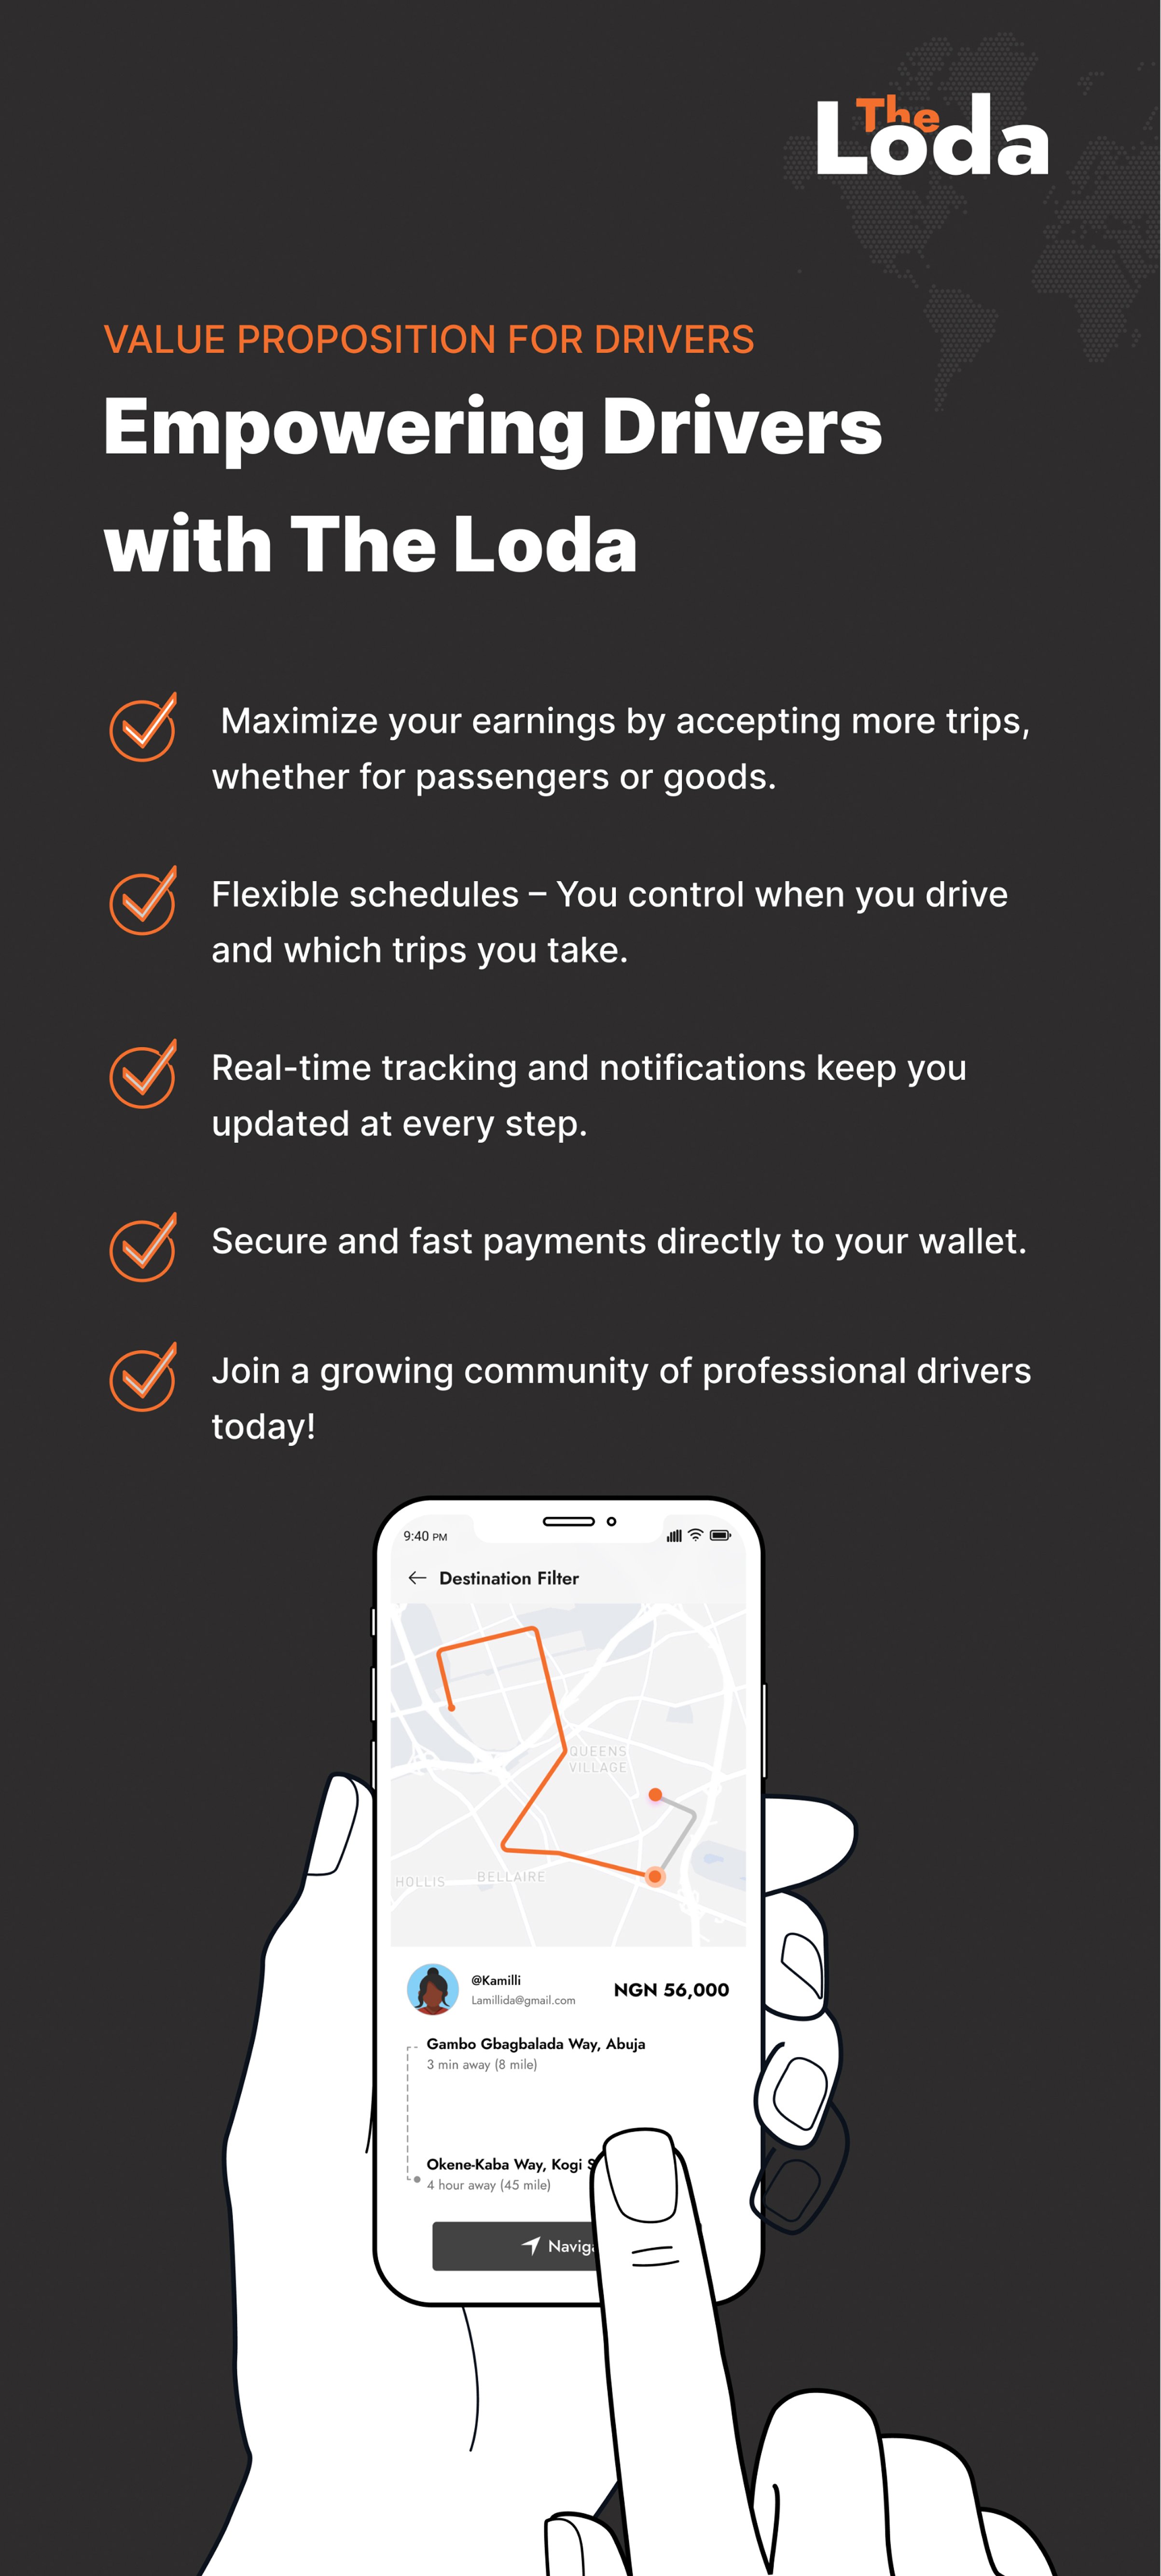 The
Loda
VALUE PROPOSITION FOR DRIVERS
Empowering Drivers
with The Loda
Maximize your earnings by accepting more trips,
whether for passengers or goods.
Flexible schedules – You control when you drive
and which trips you take.
Real-time tracking and notifications keep you
updated at every step.
Secure and fast payments directly to your wallet.
Join a growing community of professional drivers
today!
9:40 PM
Destination Filter
QUEENS
VILLAGE
BELLAIRE
HOLLIS
@Kamilli
NGN 56,000
Lamillida@gmail.com
Gambo Gbagbalada Way, Abuja
3 min away (8 mile)
Okene-Kaba Way, Kogi
4 hour away (45 mile)